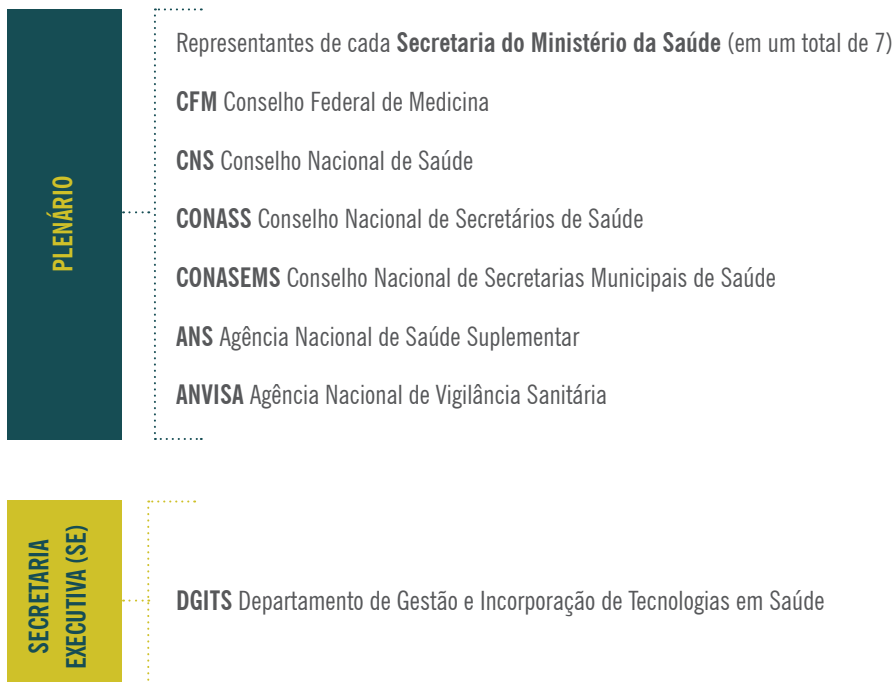 PLENÁRIO
Representantes de cada Secretaria do Ministério da Saúde (em um total de 7)
CFM Conselho Federal de Medicina
CNS Conselho Nacional de Saúde
CONASS Conselho Nacional de Secretários de Saúde
CONASEMS Conselho Nacional de Secretarias Municipais de Saúde
ANS Agência Nacional de Saúde Suplementar
ANVISA Agência Nacional de Vigilância Sanitária
SECRETARIA
EXECUTIVA (SE)
DGITS Departamento de Gestão e Incorporação de Tecnologias em Saúde